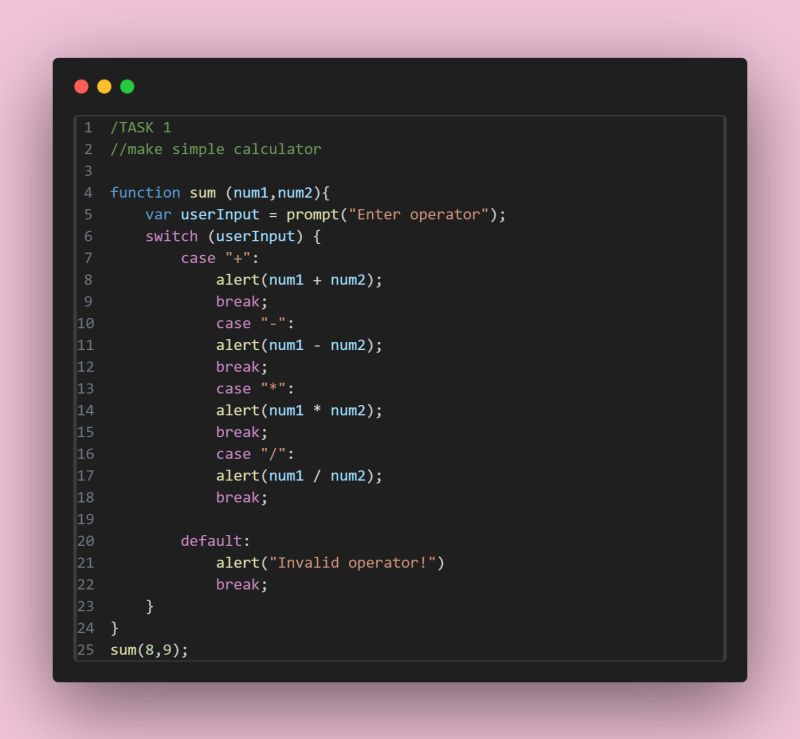 1 /TASK 1
2 //make simple calculator
3
4 function sum (num1,num2){
5     var userInput = prompt("Enter operator");
6     switch (userInput) {
7         case "+":
8             alert(num1 + num2);
9             break;
10             case "-":
11             alert(num1 - num2);
12             break;
13             case "*":
14             alert(num1 * num2);
15             break;
16             case "/":
17             alert(num1 / num2);
18             break;
19
20         default:
21             alert("Invalid operator!")
22             break;
23     }
24 }
25 sum(8,9);